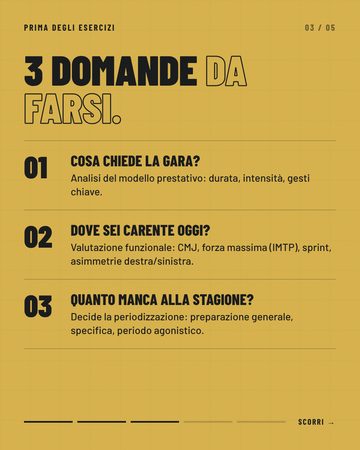 PRIMA DEGLI ESERCIZI
03 / 05
3 DOMANDE DA
FARSI.
01
COSA CHIEDE LA GARA?
Analisi del modello prestativo: durata, intensità, gesti
chiave.
02
DOVE SEI CARENTE OGGI?
Valutazione funzionale: CMJ, forza massima (IMTP), sprint,
asimmetrie destra/sinistra.
03
QUANTO MANCA ALLA STAGIONE?
Decide la periodizzazione: preparazione generale,
specifica, periodo agonistico.
SCORRI →